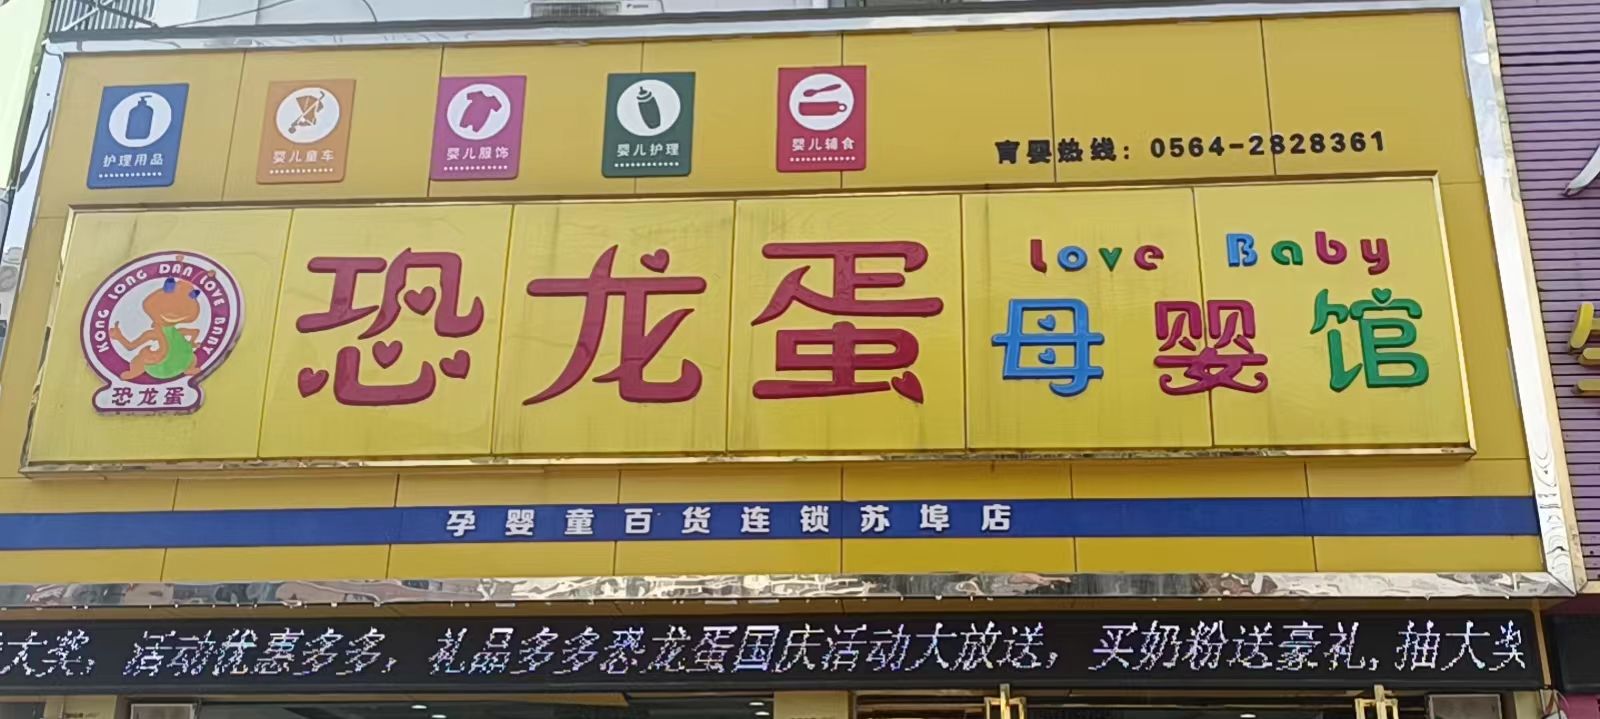 护理用品
婴儿童车
婴儿服饰
婴儿护理
婴儿辅食
育婴热线：0564-2828361
KONG LONG DAN LOVE BABY
恐龙蛋
恐龙蛋
Love Baby
母婴馆
孕婴童百货连锁苏埠店
大奖，活动优惠多多，礼品多多恐龙蛋国庆活动大放送，买奶粉送豪礼，抽大奖